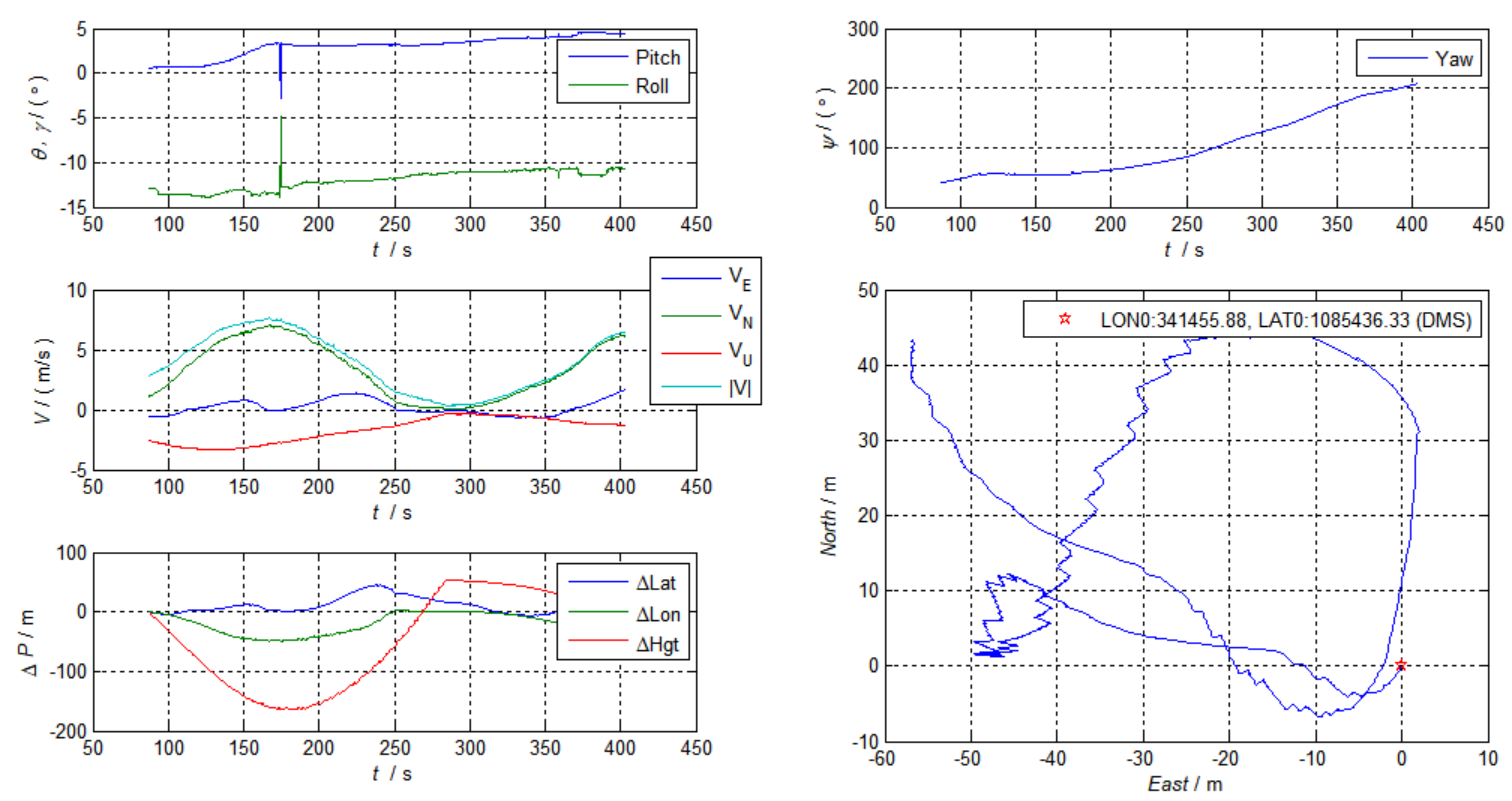 5
0
-5
-10
-15
θ, γ / ( ° )
Pitch
Roll
50 100 150 200 250 300 350 400 450
t / s
300
200
100
0
ψ / ( ° )
Yaw
50 100 150 200 250 300 350 400 450
t / s
10
5
0
-5
V / ( m/s )
V_E
V_N
V_U
|V|
50 100 150 200 250 300 350 400 450
t / s
100
0
-100
-200
Δ P / m
ΔLat
ΔLon
ΔHgt
50 100 150 200 250 300 350 400 450
t / s
50
40
30
20
10
0
-10
North / m
LON0:341455.88, LAT0:1085436.33 (DMS)
-60 -50 -40 -30 -20 -10 0 10
East / m